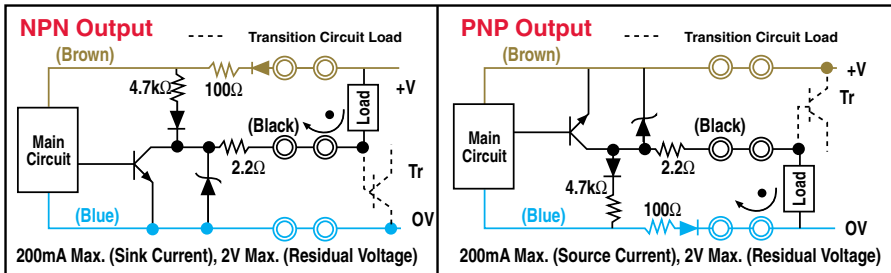 NPN Output
Transition Circuit Load
(Brown)
4.7kΩ
100Ω
+V
Load
Main
Circuit
(Black)
Tr
2.2Ω
(Blue)
OV
200mA Max. (Sink Current), 2V Max. (Residual Voltage)
PNP Output
Transition Circuit Load
(Brown)
+V
Tr
Main
Circuit
(Black)
2.2Ω
4.7kΩ
Load
100Ω
(Blue)
OV
200mA Max. (Source Current), 2V Max. (Residual Voltage)